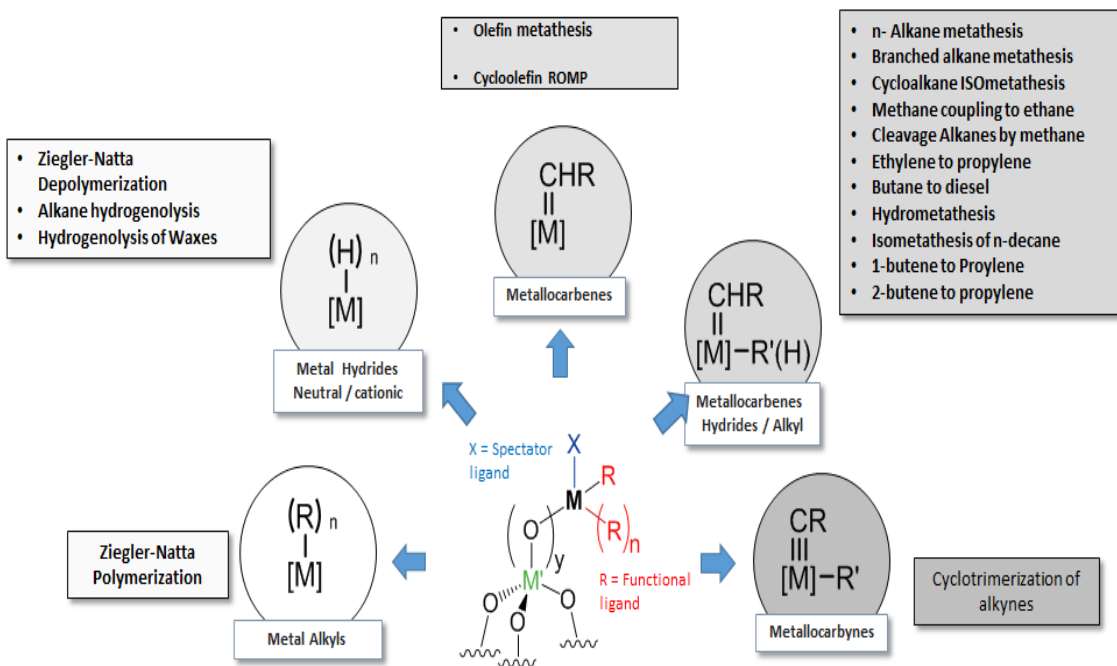 • Olefin metathesis
• Cycloolefin ROMP
• n- Alkane metathesis
• Branched alkane metathesis
• Cycloalkane ISOmetathesis
• Methane coupling to ethane
• Cleavage Alkanes by methane
• Ethylene to propylene
• Butane to diesel
• Hydrometathesis
• Isometathesis of n-decane
• 1-butene to Proylene
• 2-butene to propylene
• Ziegler-Natta
Depolymerization
• Alkane hydrogenolysis
• Hydrogenolysis of Waxes
(H) n
[M]
Metal Hydrides
Neutral / cationic
CHR
[M]
Metallocarbenes
CHR
[M]-R'(H)
Metallocarbenes
Hydrides / Alkyl
X = Spectator
ligand
X
R
M
(O)y
(R)n
M'
O O O
R = Functional
ligand
Ziegler-Natta
Polymerization
(R) n
[M]
Metal Alkyls
CR
[M]-R'
Metallocarbynes
Cyclotrimerization of
alkynes